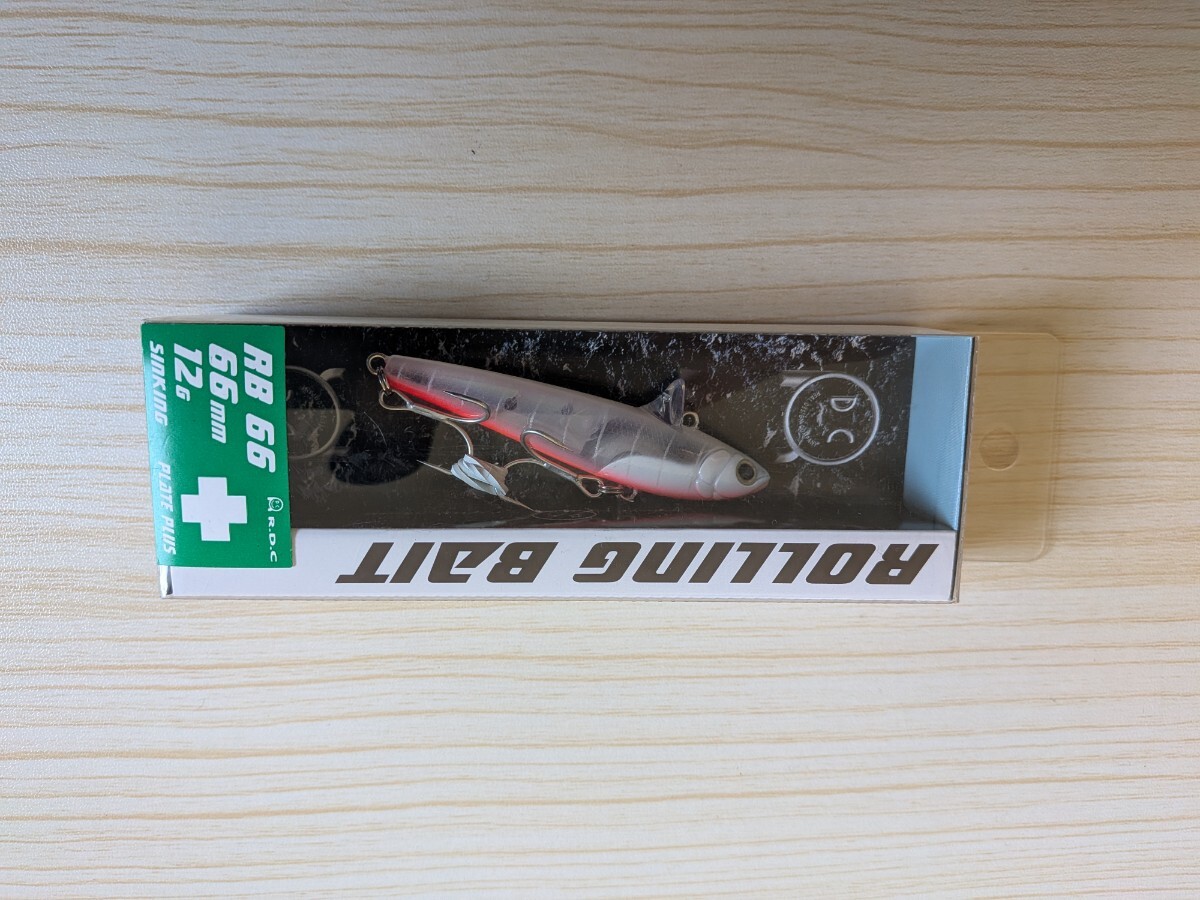 RB 66
66mm
12G
SINKING
PLATE PLUS
R.D.C
ROLLING BAIT
R D C